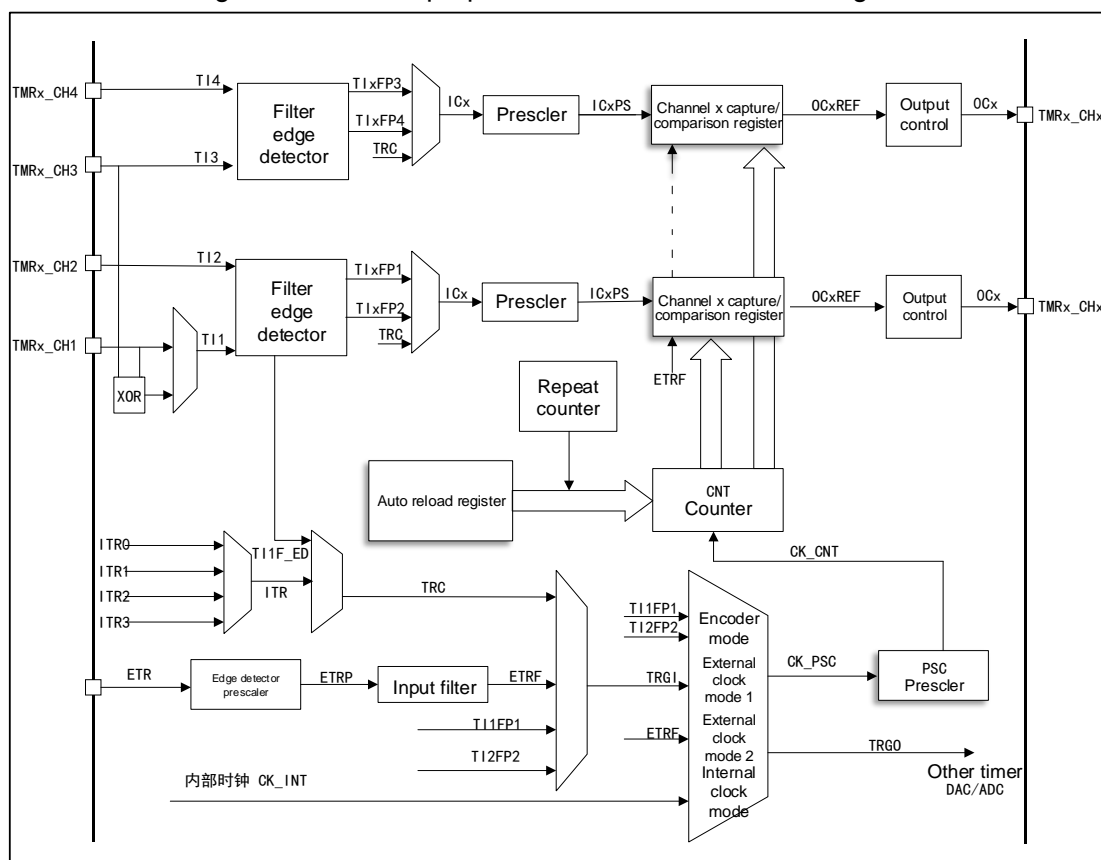 TMRx_CH4
TI4
Filter
edge
detector
TIxFP3
TIxFP4
TRC
ICx
Prescler
ICxPS
Channel x capture/
comparison register
OCxREF
Output
control
OCx
TMRx_CHx
TMRx_CH3
TI3
TMRx_CH2
TI2
Filter
edge
detector
TIxFP1
TIxFP2
TRC
ICx
Prescler
ICxPS
Channel x capture/
comparison register
OCxREF
Output
control
OCx
TMRx_CHx
TMRx_CH1
TI1
XOR
ETRF
Repeat
counter
Auto reload register
CNT
Counter
CK_CNT
ITR0
ITR1
ITR2
ITR3
TI1F_ED
ITR
TRC
TI1FP1
TI2FP2
Encoder
mode
External
clock
mode 1
External
clock
mode 2
Internal
clock
mode
CK_PSC
PSC
Prescler
ETR
Edge detector
prescaler
ETRP
Input filter
ETRF
TRGI
TI1FP1
TI2FP2
ETRF
TRGO
Other timer
DAC/ADC
内部时钟 CK_INT